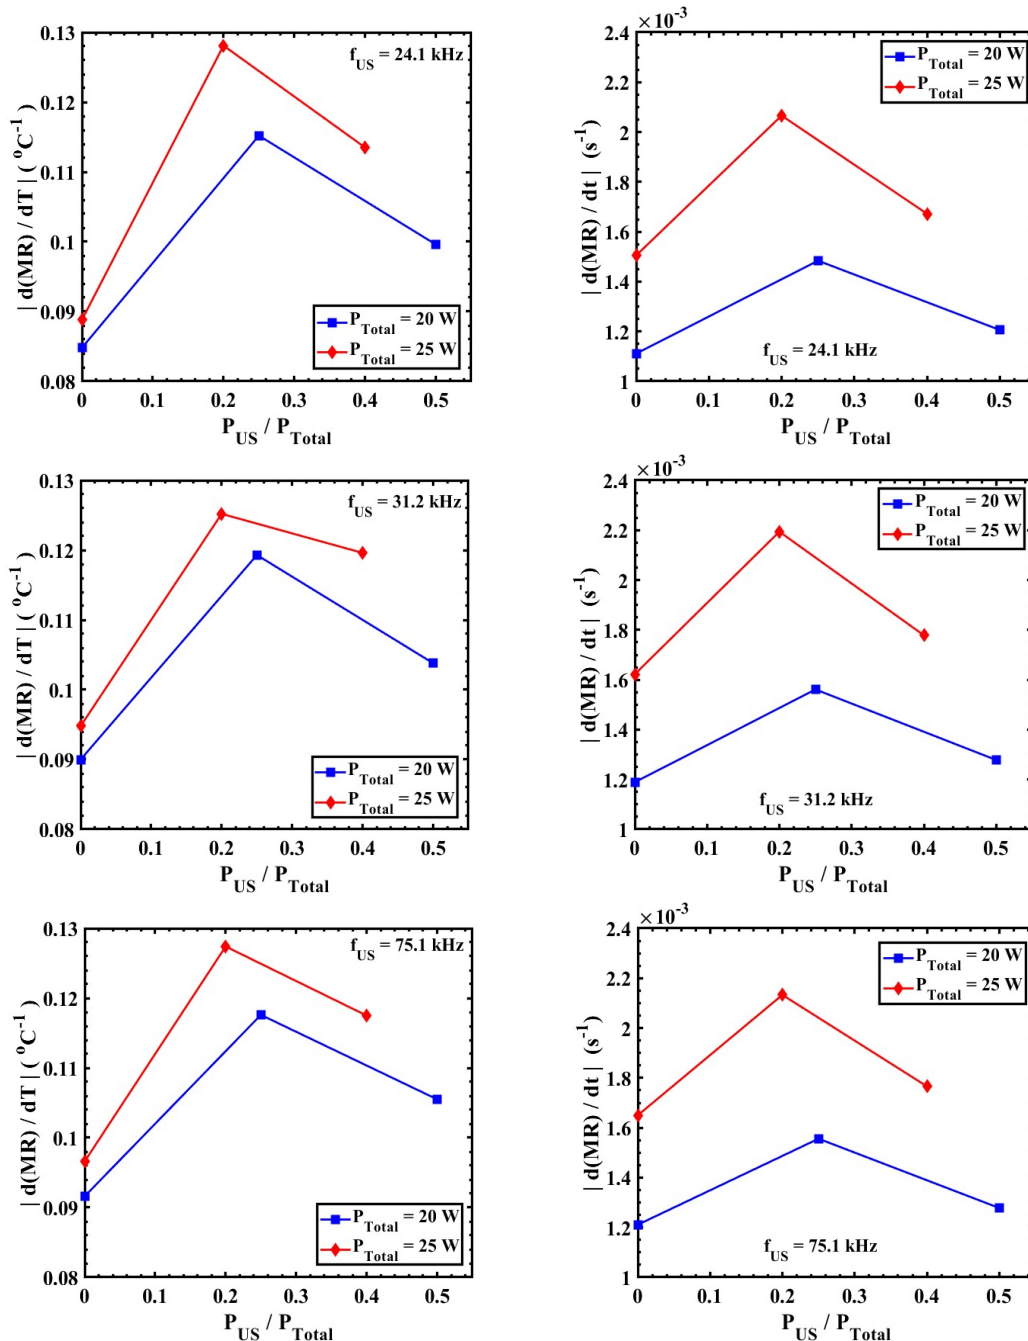 0.13
0.12
0.11
0.1
0.09
0.08
| d(MR) / dT | ( °C⁻¹ )
f_US = 24.1 kHz
P_Total = 20 W
P_Total = 25 W
0 0.1 0.2 0.3 0.4 0.5
P_US / P_Total
×10⁻³
2.4
2.2
2
1.8
1.6
1.4
1.2
1
| d(MR) / dt | (s⁻¹)
P_Total = 20 W
P_Total = 25 W
f_US = 24.1 kHz
0 0.1 0.2 0.3 0.4 0.5
P_US / P_Total
0.13
0.12
0.11
0.1
0.09
0.08
| d(MR) / dT | ( °C⁻¹ )
f_US = 31.2 kHz
P_Total = 20 W
P_Total = 25 W
0 0.1 0.2 0.3 0.4 0.5
P_US / P_Total
×10⁻³
2.4
2.2
2
1.8
1.6
1.4
1.2
1
| d(MR) / dt | (s⁻¹)
P_Total = 20 W
P_Total = 25 W
f_US = 31.2 kHz
0 0.1 0.2 0.3 0.4 0.5
P_US / P_Total
0.13
0.12
0.11
0.1
0.09
0.08
| d(MR) / dT | ( °C⁻¹ )
f_US = 75.1 kHz
P_Total = 20 W
P_Total = 25 W
0 0.1 0.2 0.3 0.4 0.5
P_US / P_Total
×10⁻³
2.4
2.2
2
1.8
1.6
1.4
1.2
1
| d(MR) / dt | (s⁻¹)
P_Total = 20 W
P_Total = 25 W
f_US = 75.1 kHz
0 0.1 0.2 0.3 0.4 0.5
P_US / P_Total